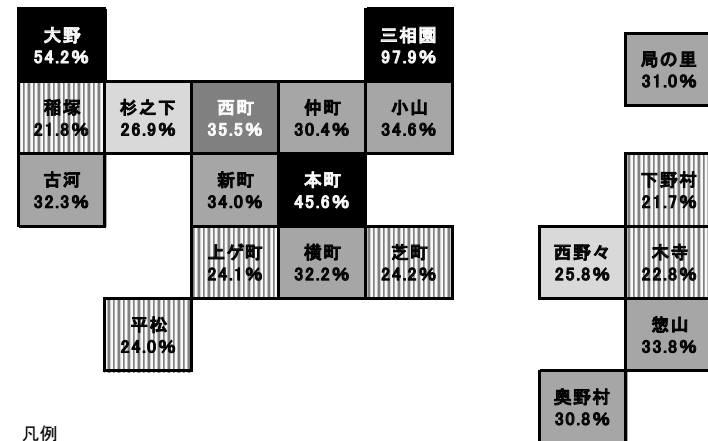 大野
54.2%
三相園
97.9%
局の里
31.0%
稲塚
21.8%
杉之下
26.9%
西町
35.5%
仲町
30.4%
小山
34.6%
古河
32.3%
新町
34.0%
本町
45.6%
下野村
21.7%
上ゲ町
24.1%
横町
32.2%
芝町
24.2%
西野々
25.8%
木寺
22.8%
平松
24.0%
惣山
33.8%
奥野村
30.8%
凡例